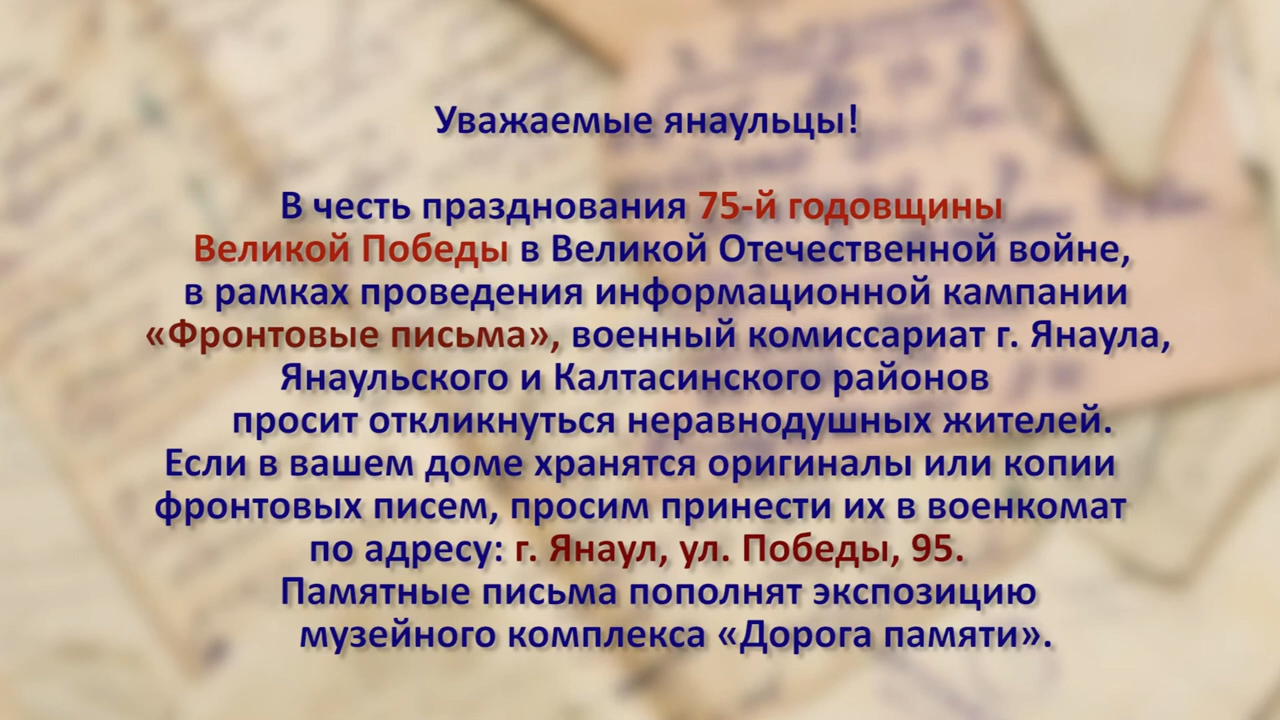 Уважаемые янаульцы!
В честь празднования 75-й годовщины
Великой Победы в Великой Отечественной войне,
в рамках проведения информационной кампании
«Фронтовые письма», военный комиссариат г. Янаула,
Янаульского и Калтасинского районов
просит откликнуться неравнодушных жителей.
Если в вашем доме хранятся оригиналы или копии
фронтовых писем, просим принести их в военкомат
по адресу: г. Янаул, ул. Победы, 95.
Памятные письма пополнят экспозицию
музейного комплекса «Дорога памяти».